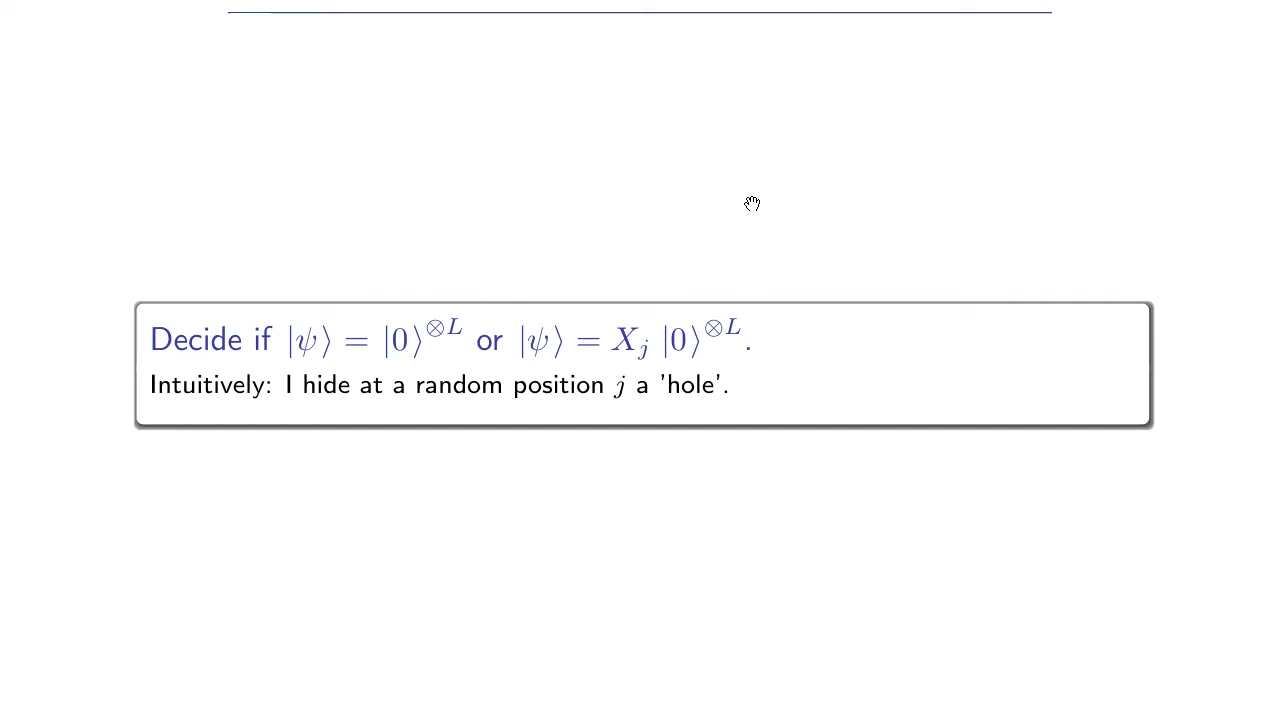 Decide if |ψ⟩ = |0⟩^{⊗L} or |ψ⟩ = X_j |0⟩^{⊗L}.
Intuitively: I hide at a random position j a 'hole'.